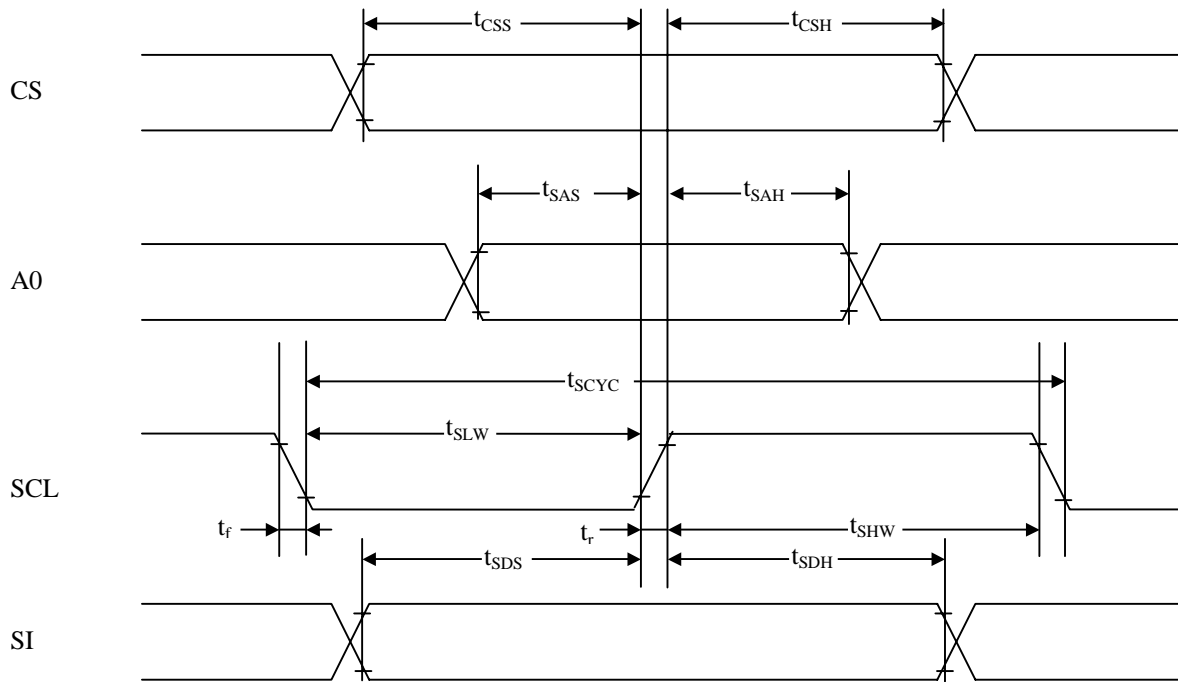 tCSS tCSH
CS
tSAS tSAH
A0
tSCYC
tSLW
SCL
tf tr tSHW
tSDS tSDH
SI